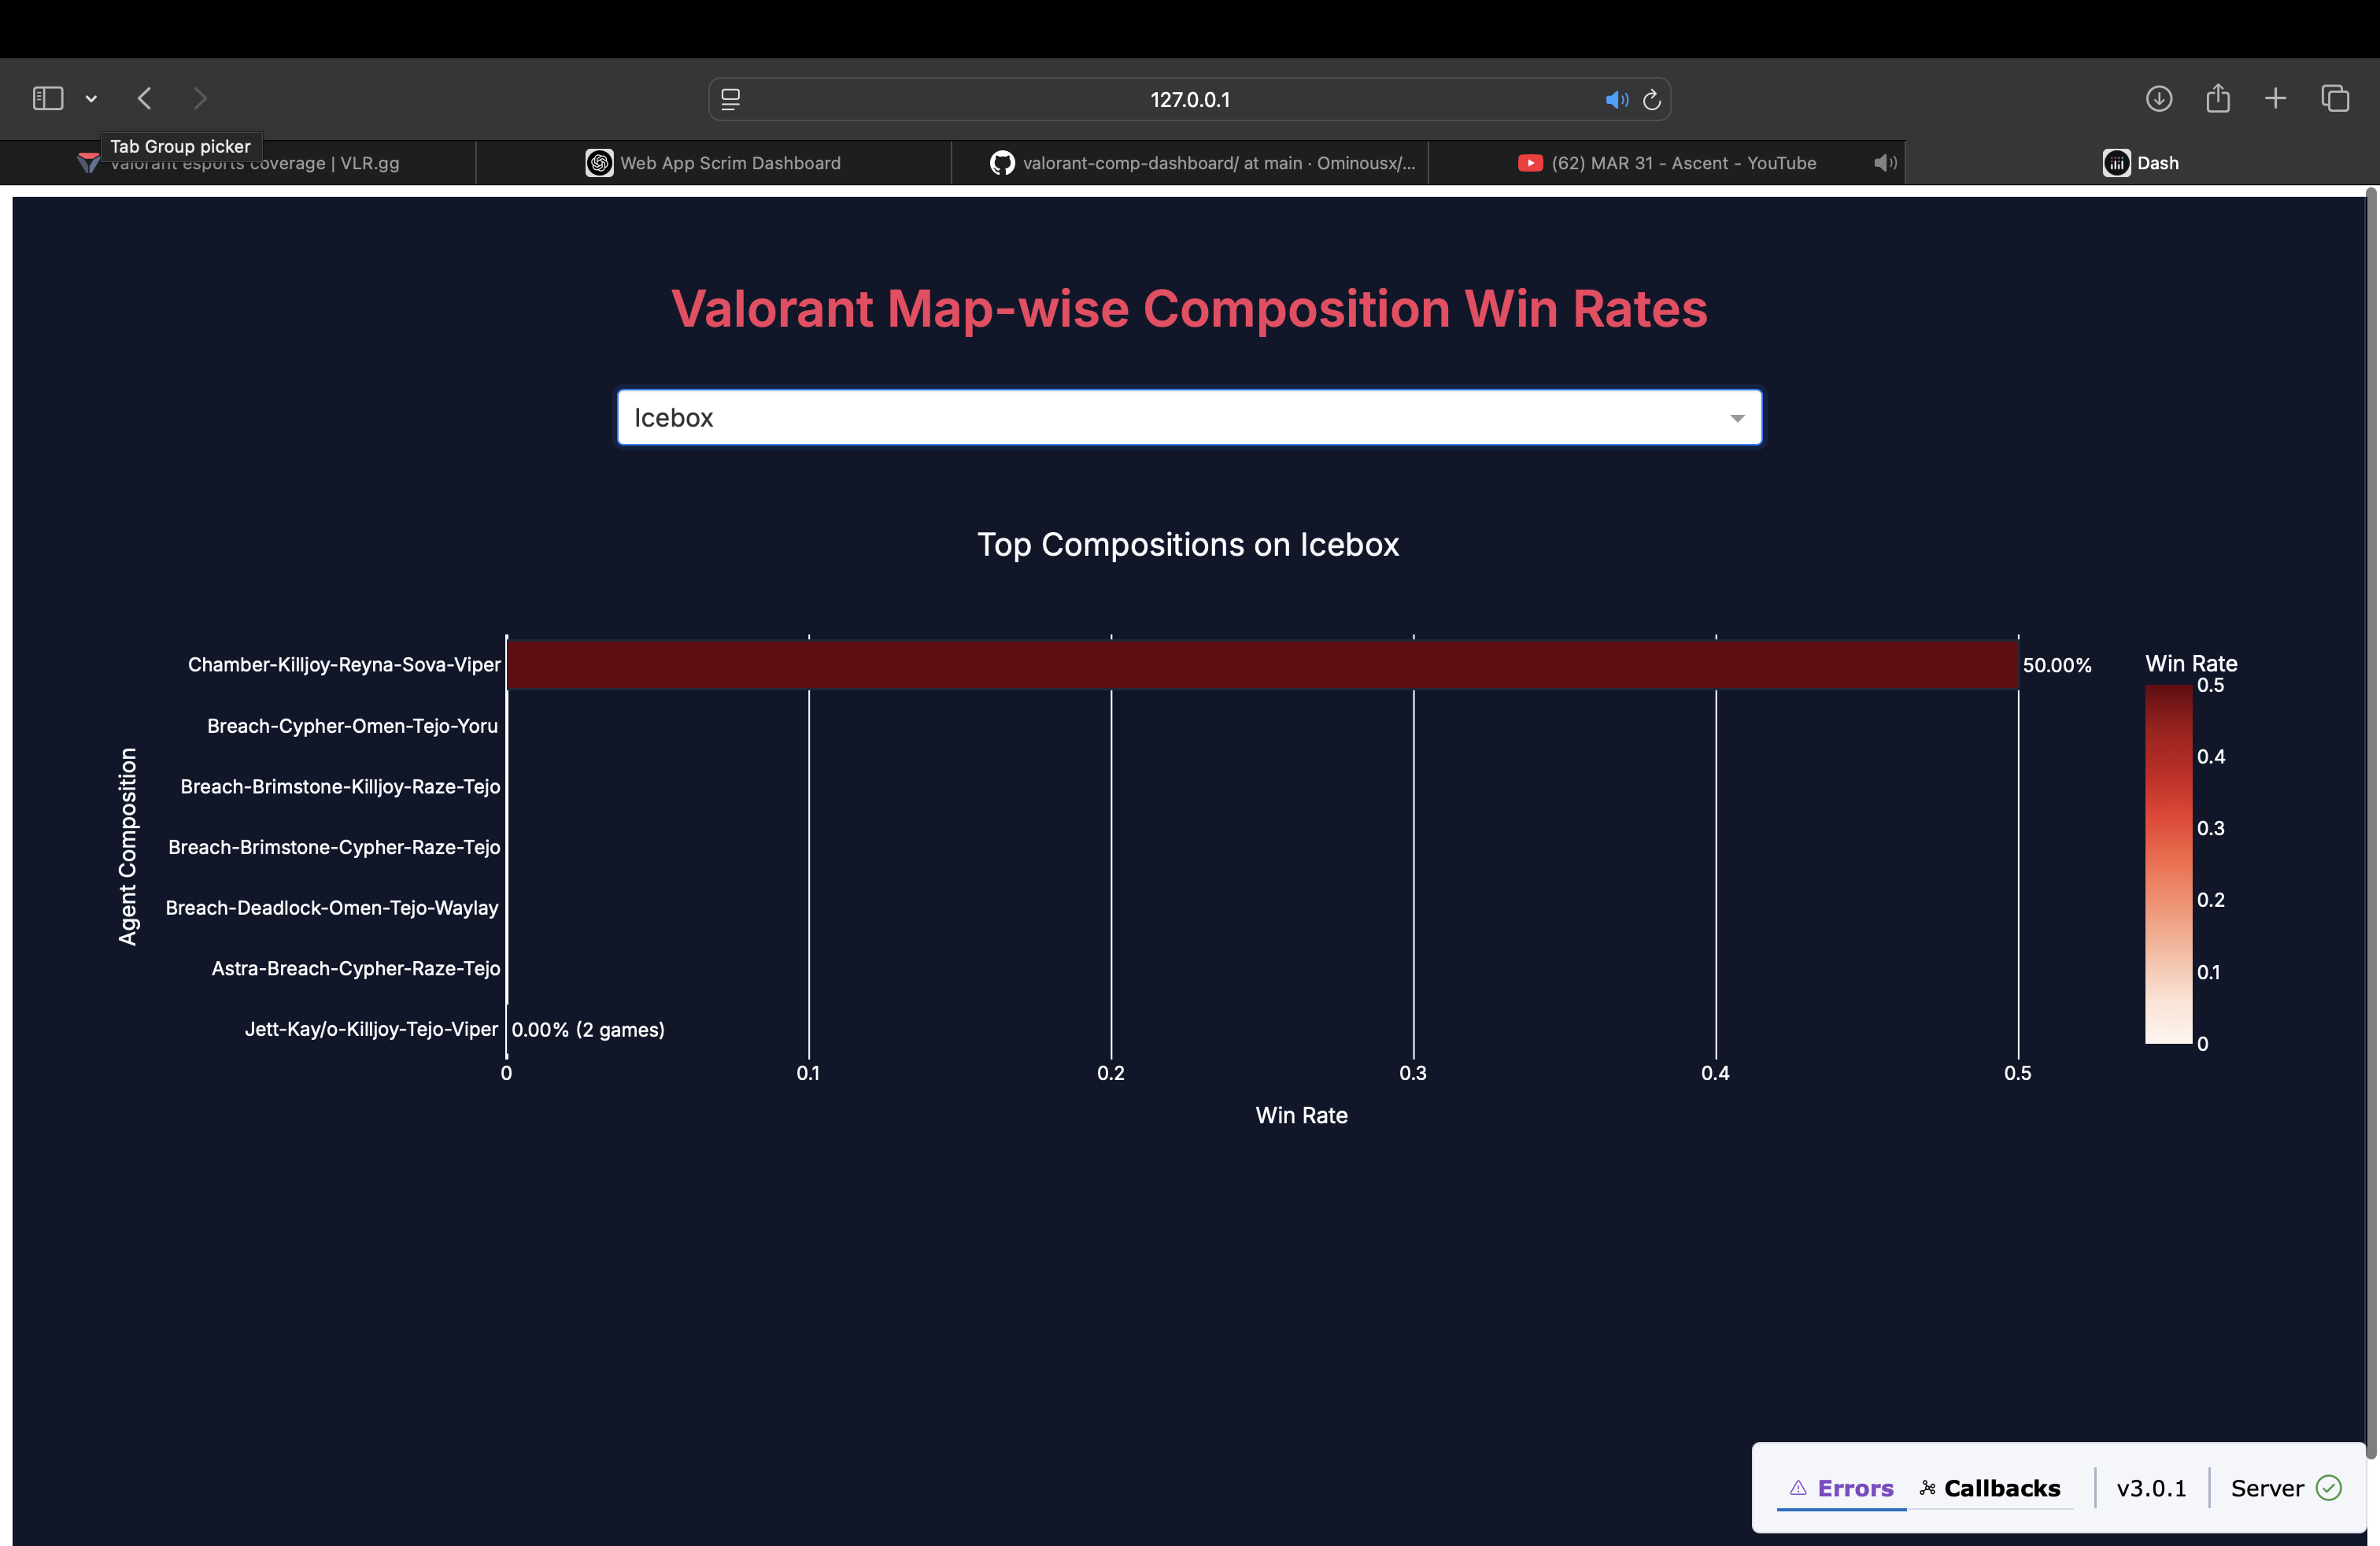 127.0.0.1
Tab Group picker
valorant esports coverage | VLR.gg
Web App Scrim Dashboard
valorant-comp-dashboard/ at main · Ominousx/...
(62) MAR 31 - Ascent - YouTube
Dash
Valorant Map-wise Composition Win Rates
Icebox
Top Compositions on Icebox
Agent Composition
Chamber-Killjoy-Reyna-Sova-Viper
50.00%
Breach-Cypher-Omen-Tejo-Yoru
Breach-Brimstone-Killjoy-Raze-Tejo
Breach-Brimstone-Cypher-Raze-Tejo
Breach-Deadlock-Omen-Tejo-Waylay
Astra-Breach-Cypher-Raze-Tejo
Jett-Kay/o-Killjoy-Tejo-Viper
0.00% (2 games)
0
0.1
0.2
0.3
0.4
0.5
Win Rate
Win Rate
0.5
0.4
0.3
0.2
0.1
0
Errors
Callbacks
v3.0.1
Server